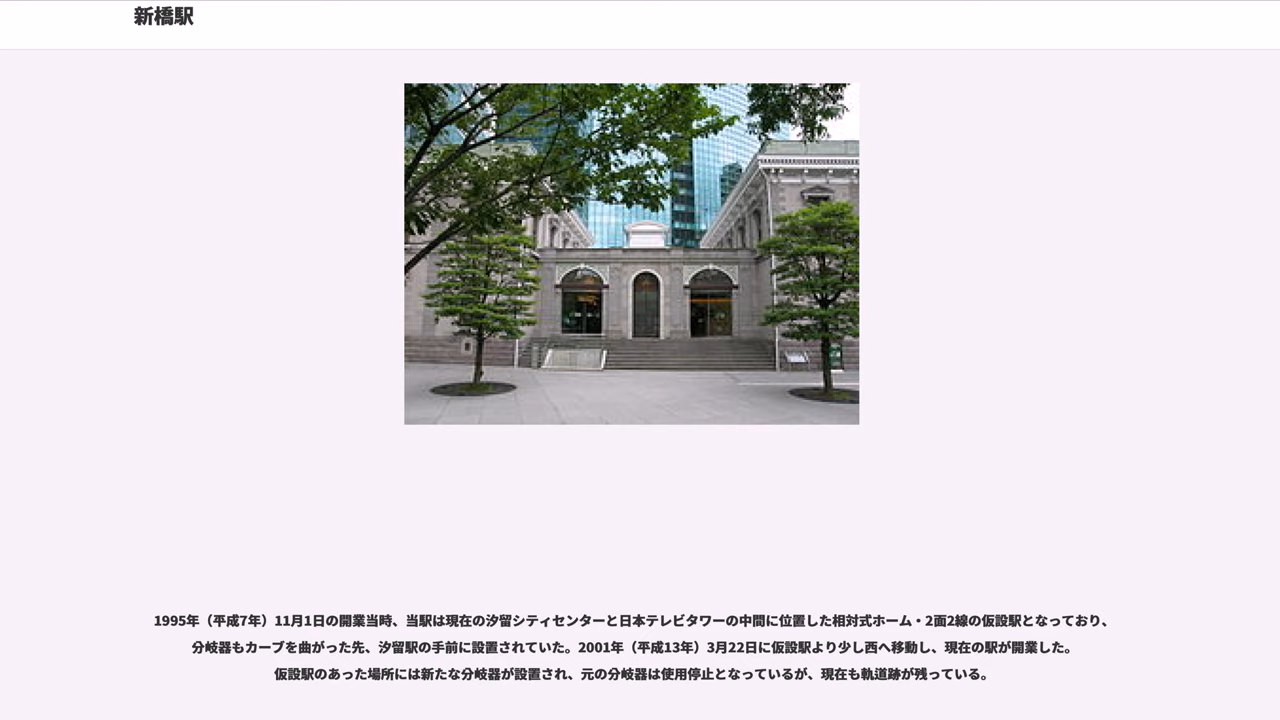 新橋駅
1995年（平成7年）11月1日の開業当時、当駅は現在の汐留シティセンターと日本テレビタワーの中間に位置した相対式ホーム・2面2線の仮設駅となっており、
分岐器もカーブを曲がった先、汐留駅の手前に設置されていた。2001年（平成13年）3月22日に仮設駅より少し西へ移動し、現在の駅が開業した。
仮設駅のあった場所には新たな分岐器が設置され、元の分岐器は使用停止となっているが、現在も軌道跡が残っている。